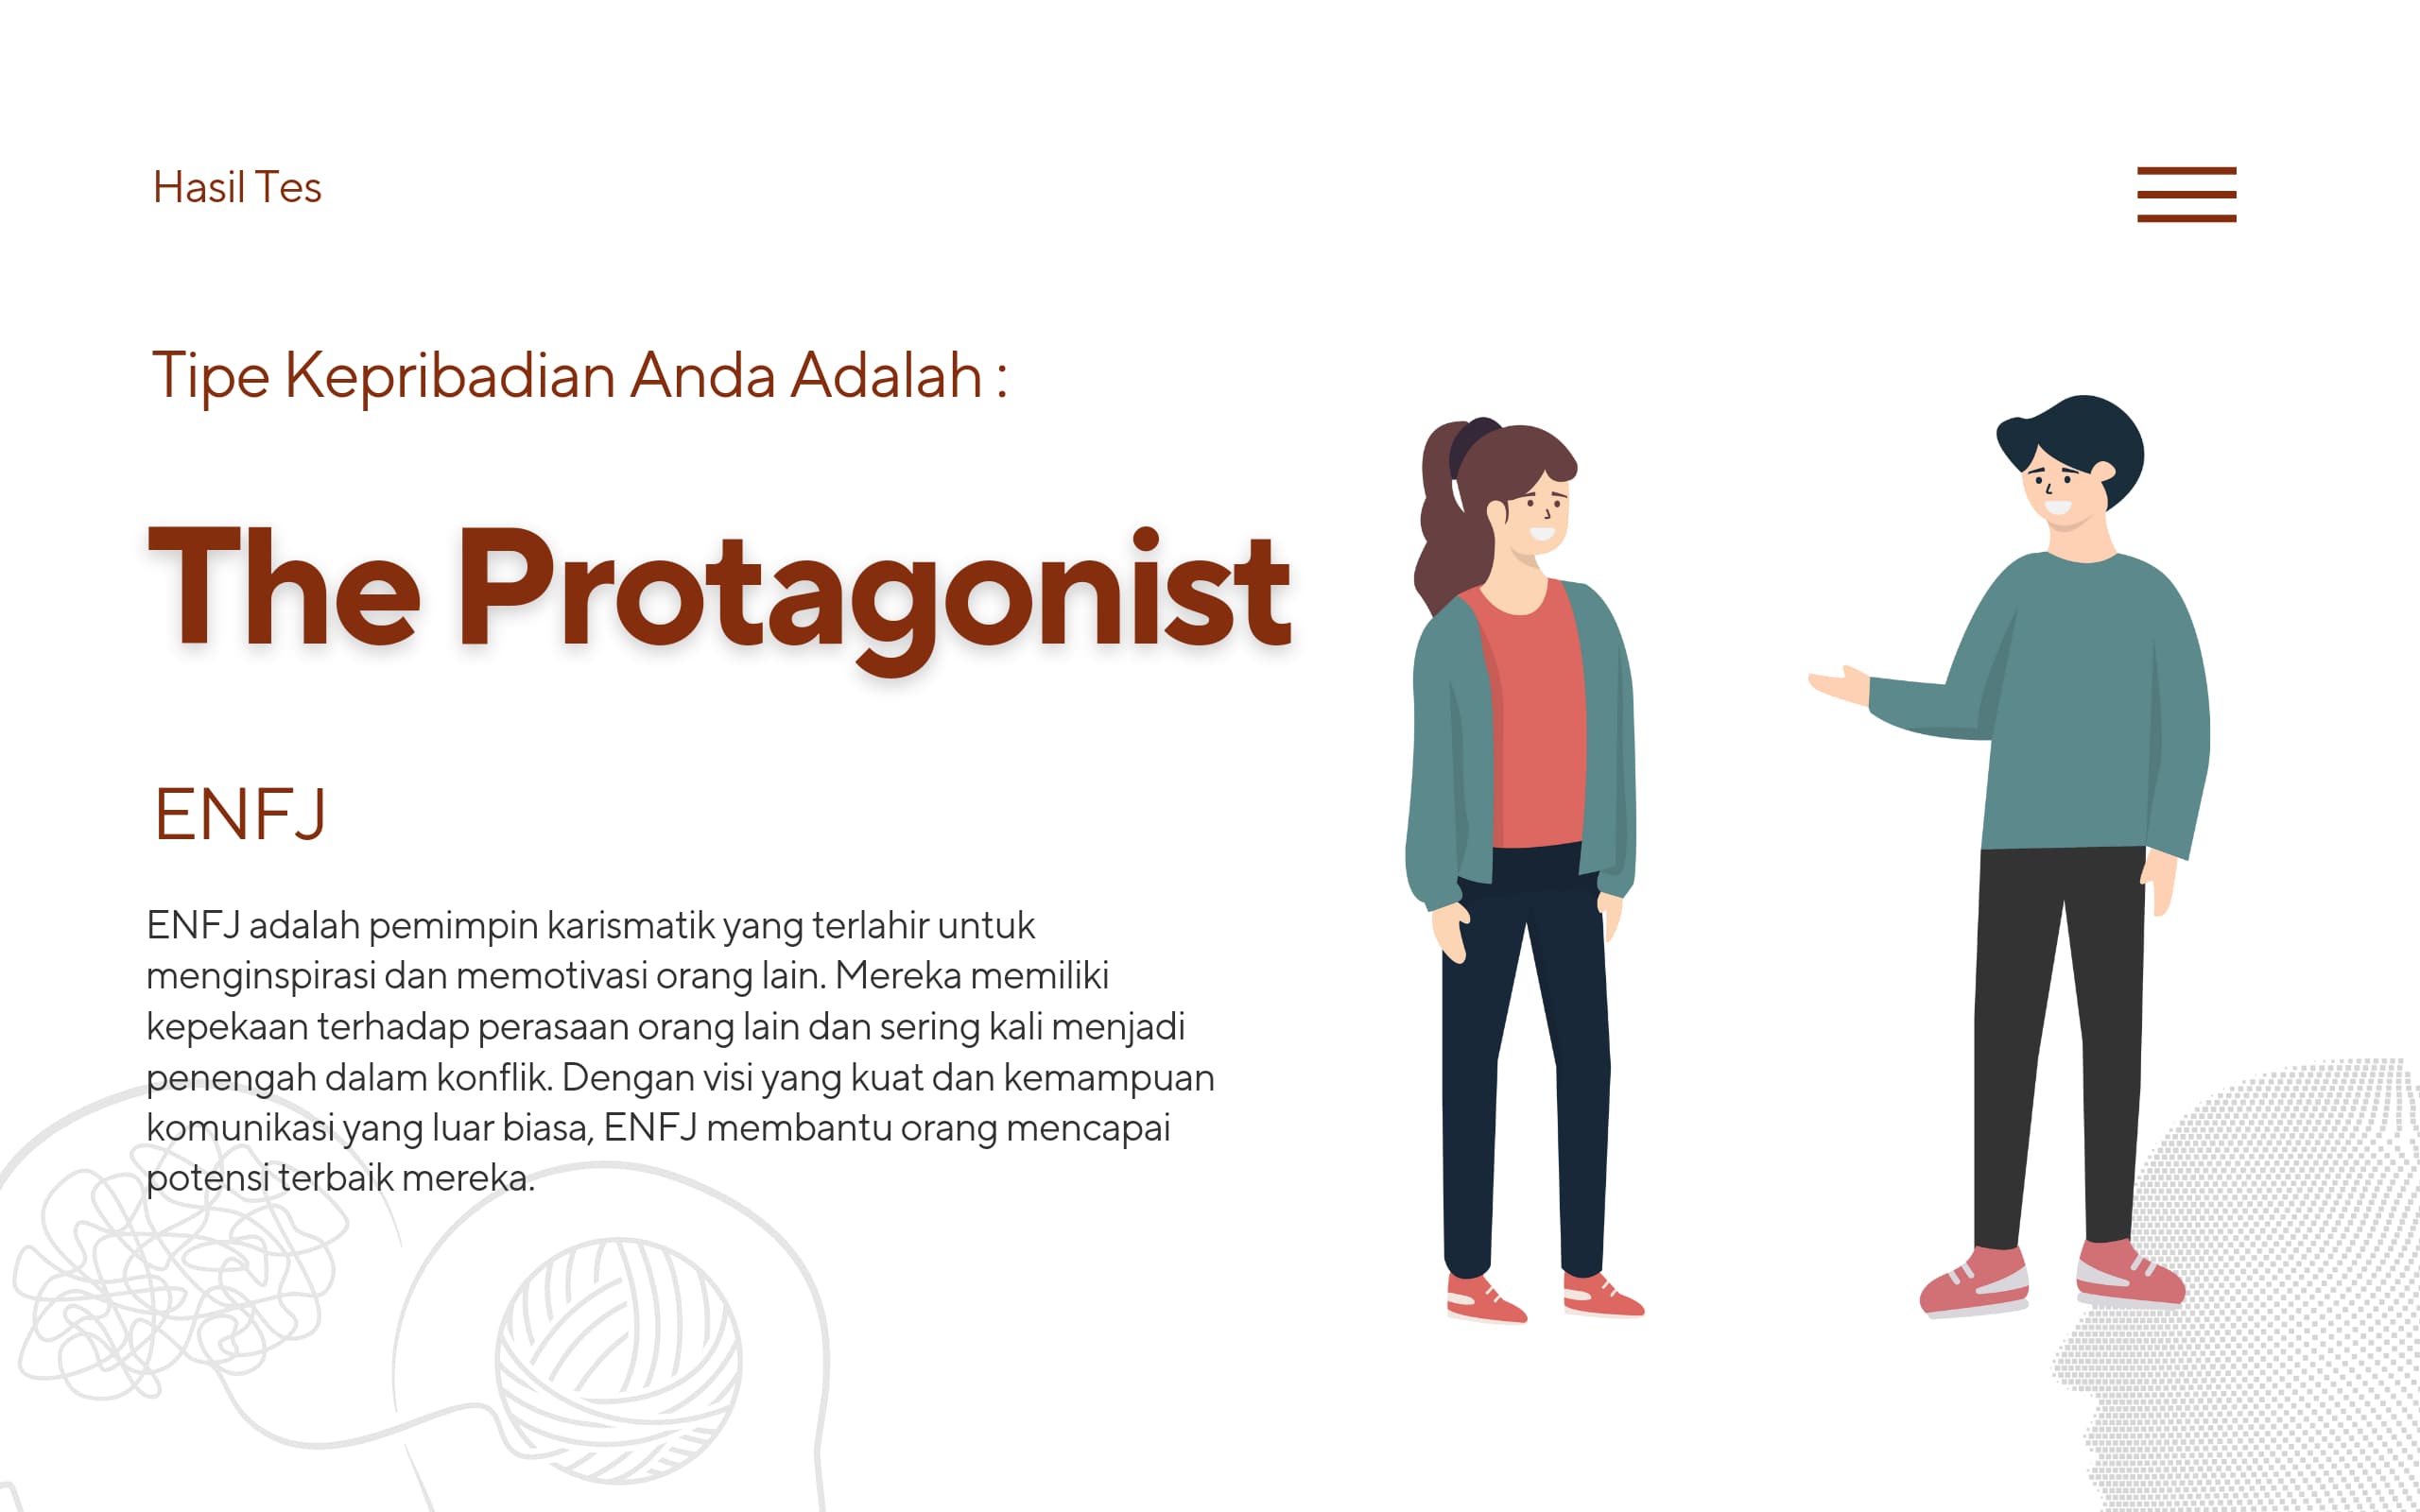 Hasil Tes
Tipe Kepribadian Anda Adalah :
The Protagonist
ENFJ
ENFJ adalah pemimpin karismatik yang terlahir untuk
menginspirasi dan memotivasi orang lain. Mereka memiliki
kepekaan terhadap perasaan orang lain dan sering kali menjadi
penengah dalam konflik. Dengan visi yang kuat dan kemampuan
komunikasi yang luar biasa, ENFJ membantu orang mencapai
potensi terbaik mereka.